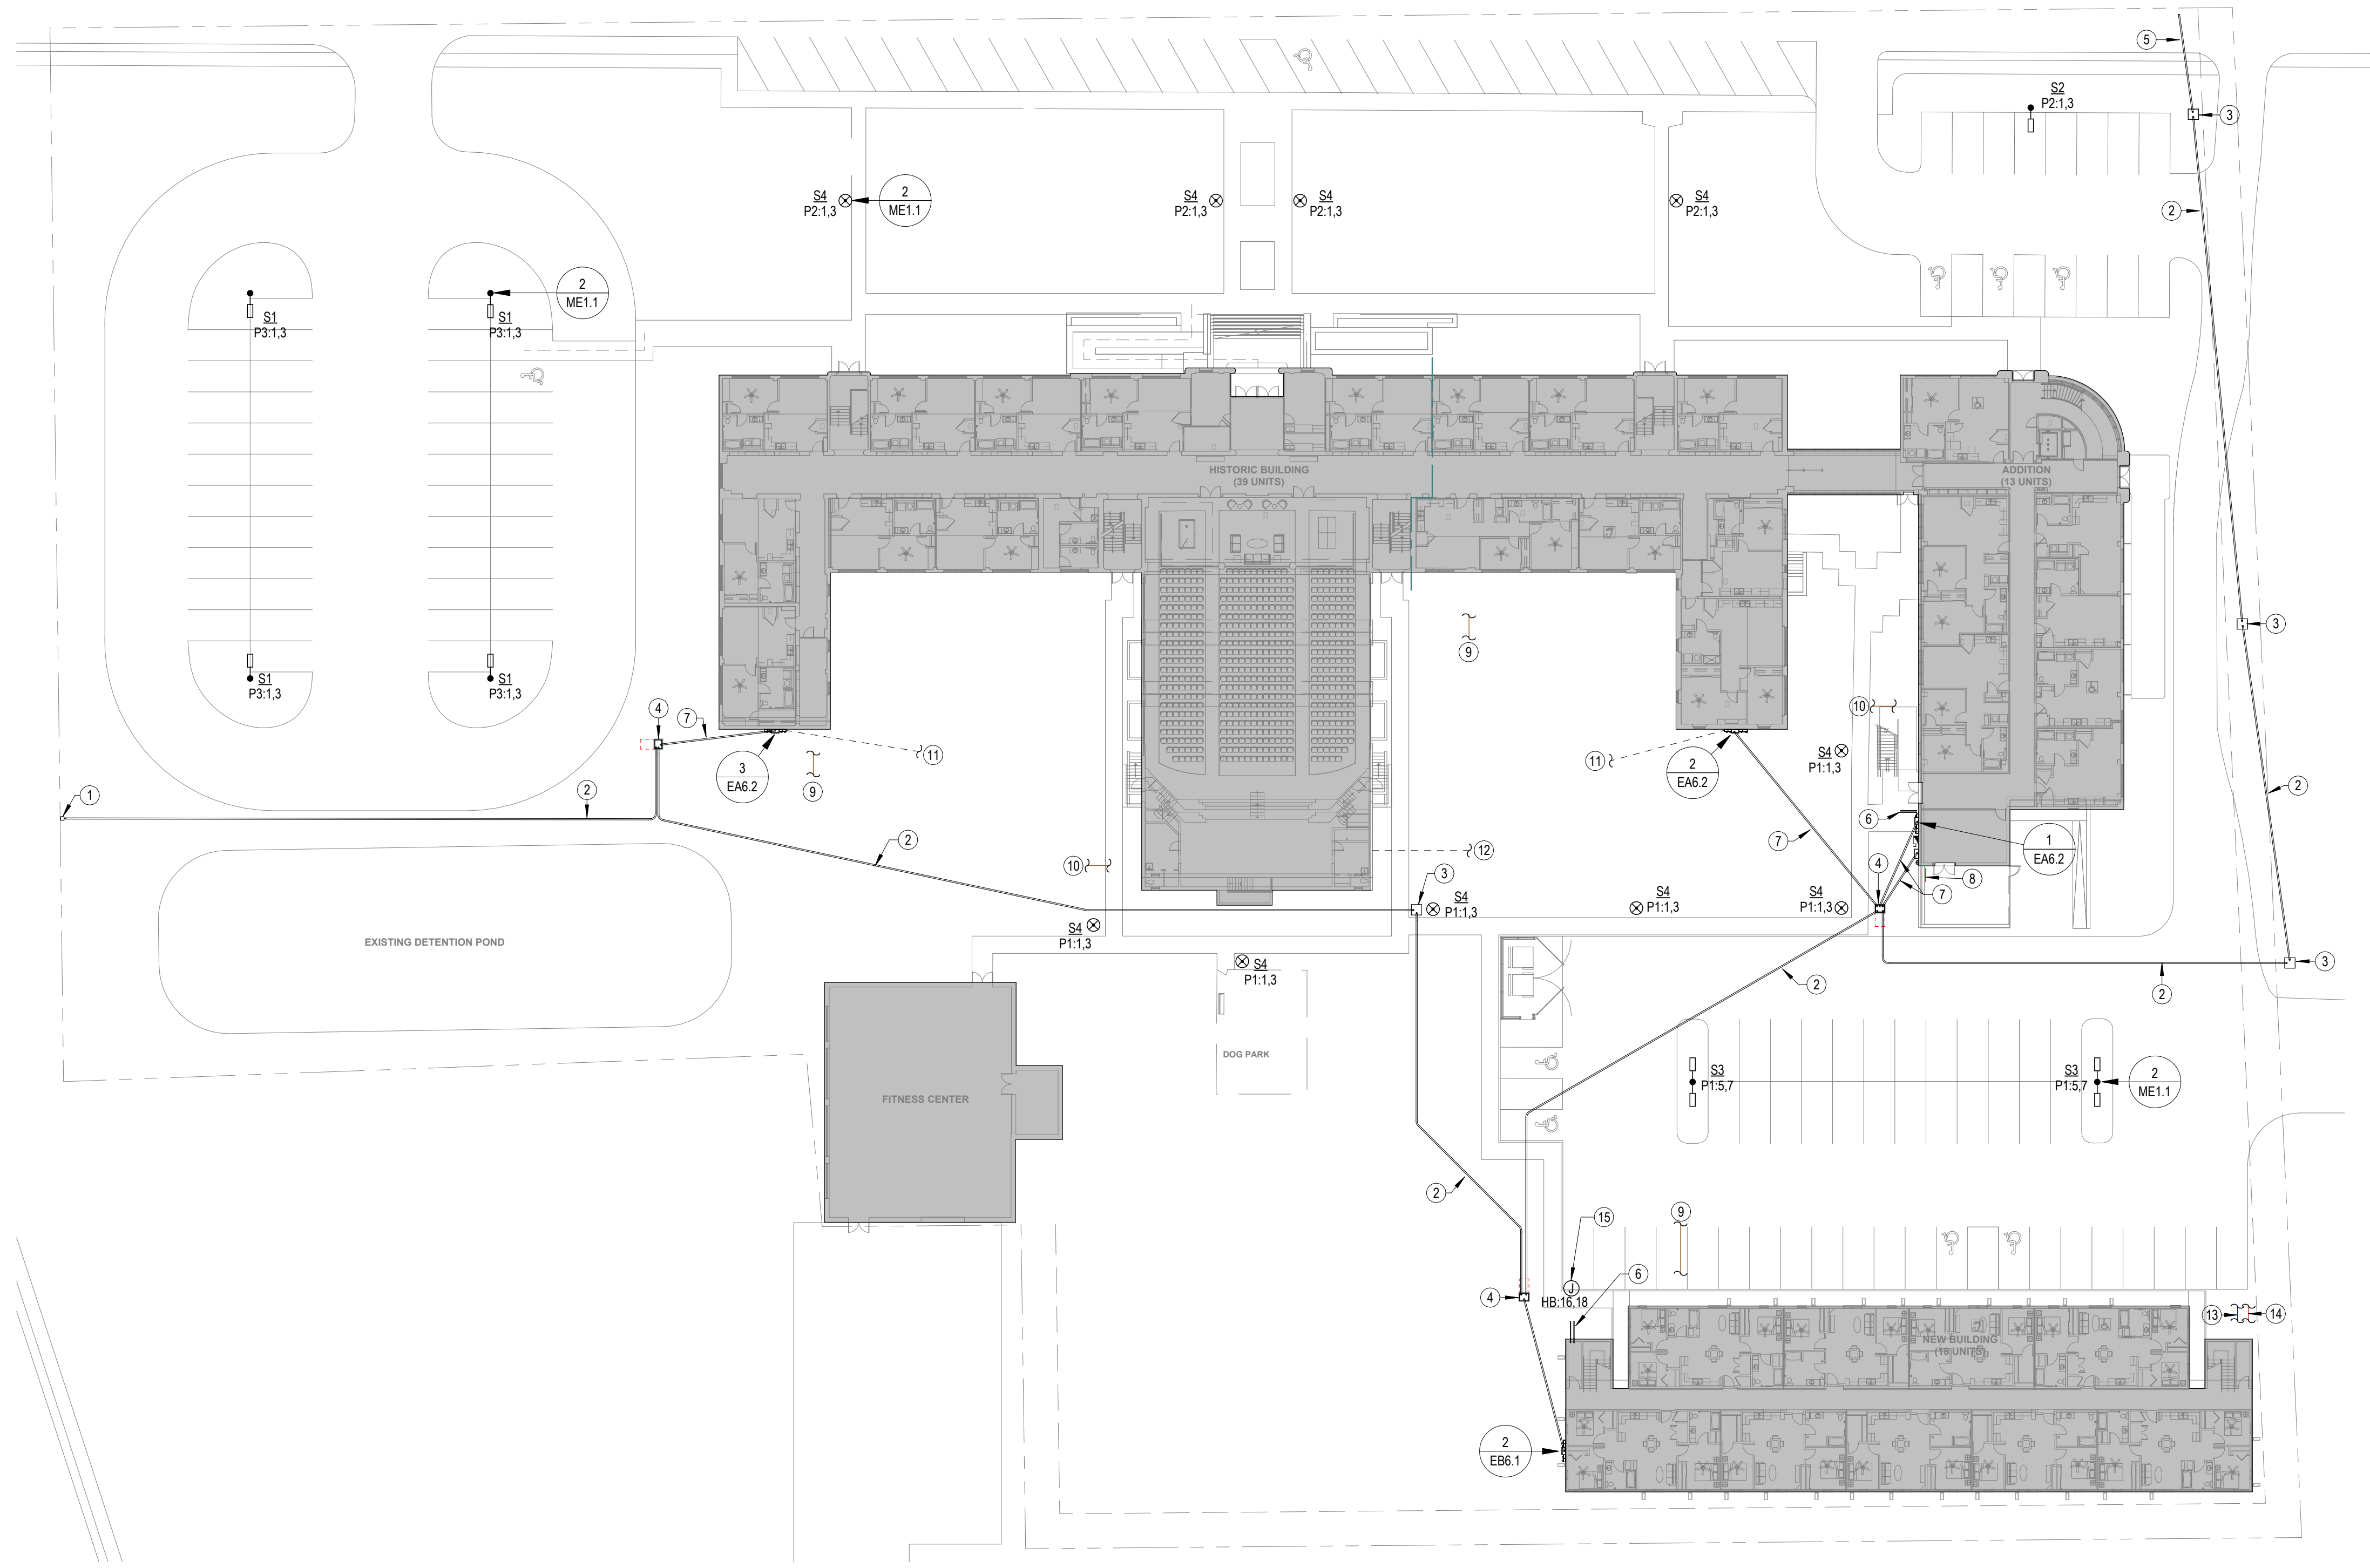 5
S2
P2:1,3
3
S4
P2:1,3
2
ME1.1
S4
P2:1,3
S4
P2:1,3
S4
P2:1,3
2
2
ME1.1
S1
P3:1,3
S1
P3:1,3
HISTORIC BUILDING
(39 UNITS)
ADDITION
(13 UNITS)
3
9
S1
P3:1,3
S1
P3:1,3
4
7
10
11
11
3
EA6.2
2
EA6.2
S4
P1:1,3
9
1
2
2
6
1
EA6.2
2
7
12
10
4
3
8
7
S4
P1:1,3
S4
P1:1,3
S4
P1:1,3
S4
P1:1,3
EXISTING DETENTION POND
S4
P1:1,3
3
2
2
DOG PARK
S3
P1:5,7
S3
P1:5,7
2
ME1.1
FITNESS CENTER
2
15
9
6
4
J
HB:16,18
13
14
NEW BUILDING
(18 UNITS)
2
EB6.1